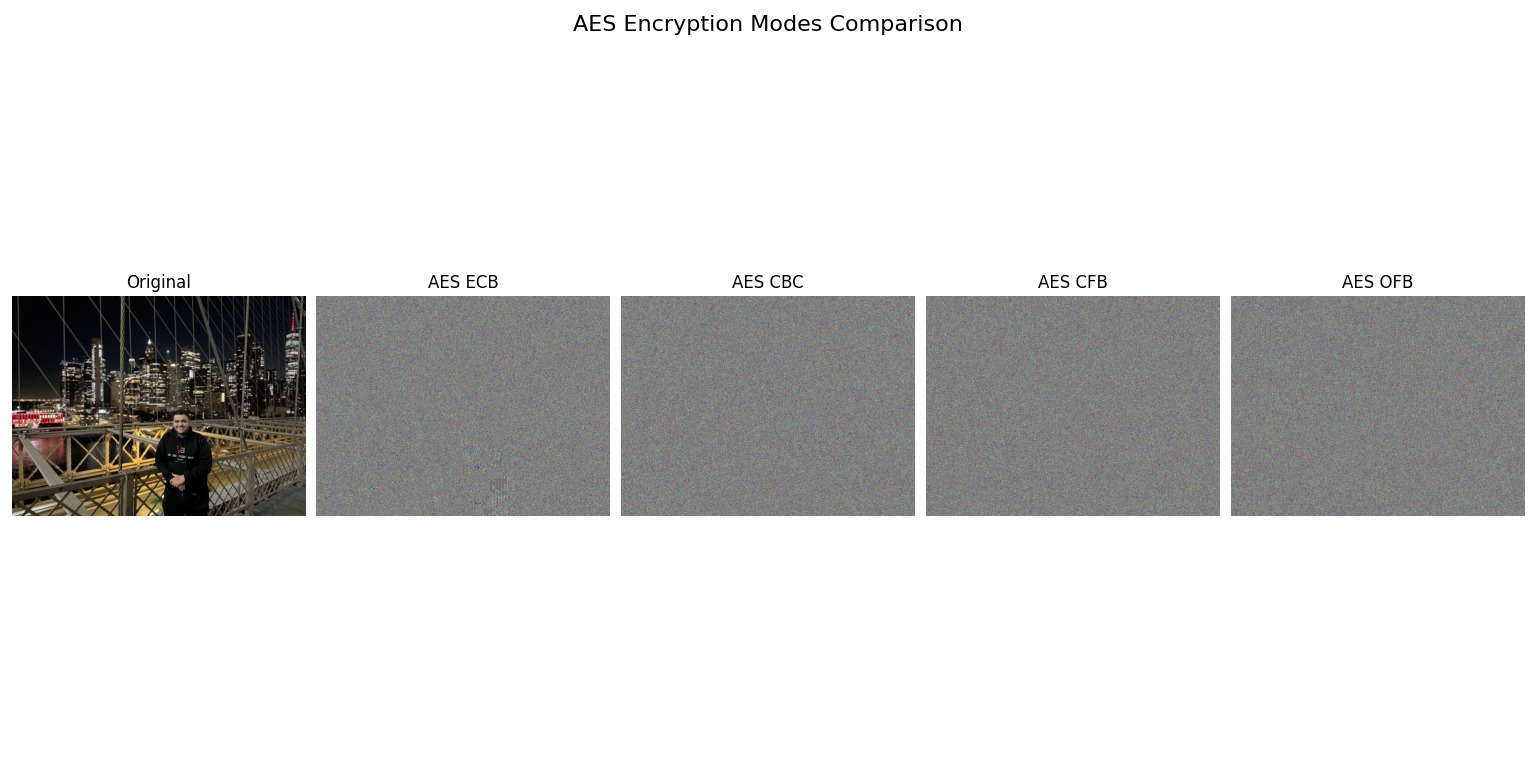 AES Encryption Modes Comparison
Original
AES ECB
AES CBC
AES CFB
AES OFB